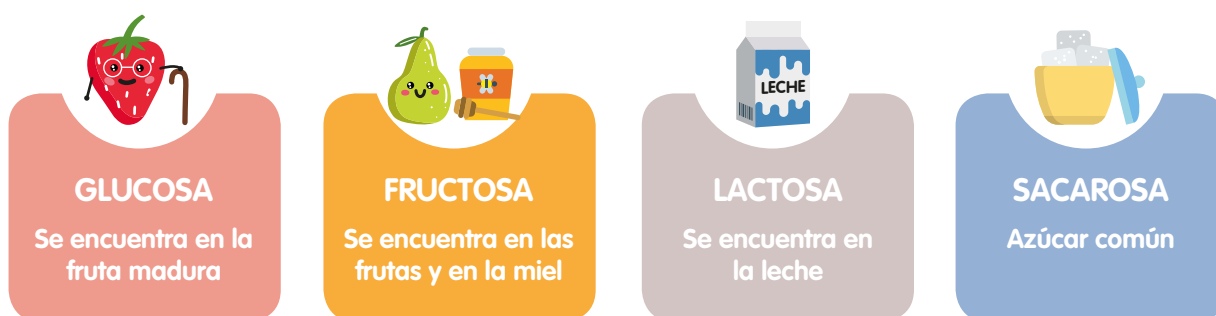 GLUCOSA
Se encuentra en la
fruta madura
FRUCTOSA
Se encuentra en las
frutas y en la miel
LECHE
LACTOSA
Se encuentra en
la leche
SACAROSA
Azúcar común